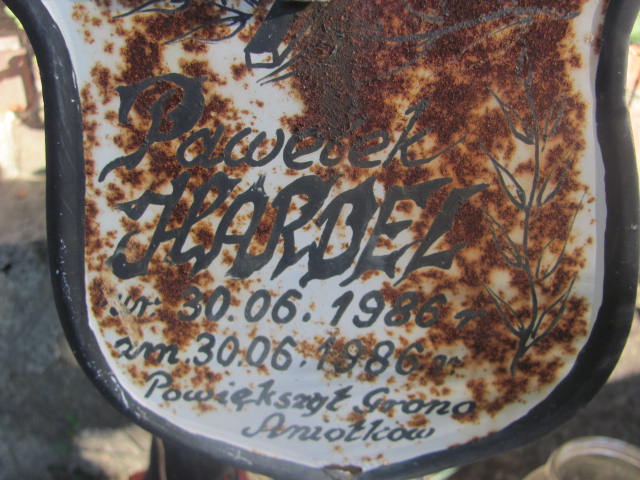 Pawełek
HARDEL
ur. 30.06.1986 r
zm. 30.06.1986 r
Powiększył Grono
Aniołków